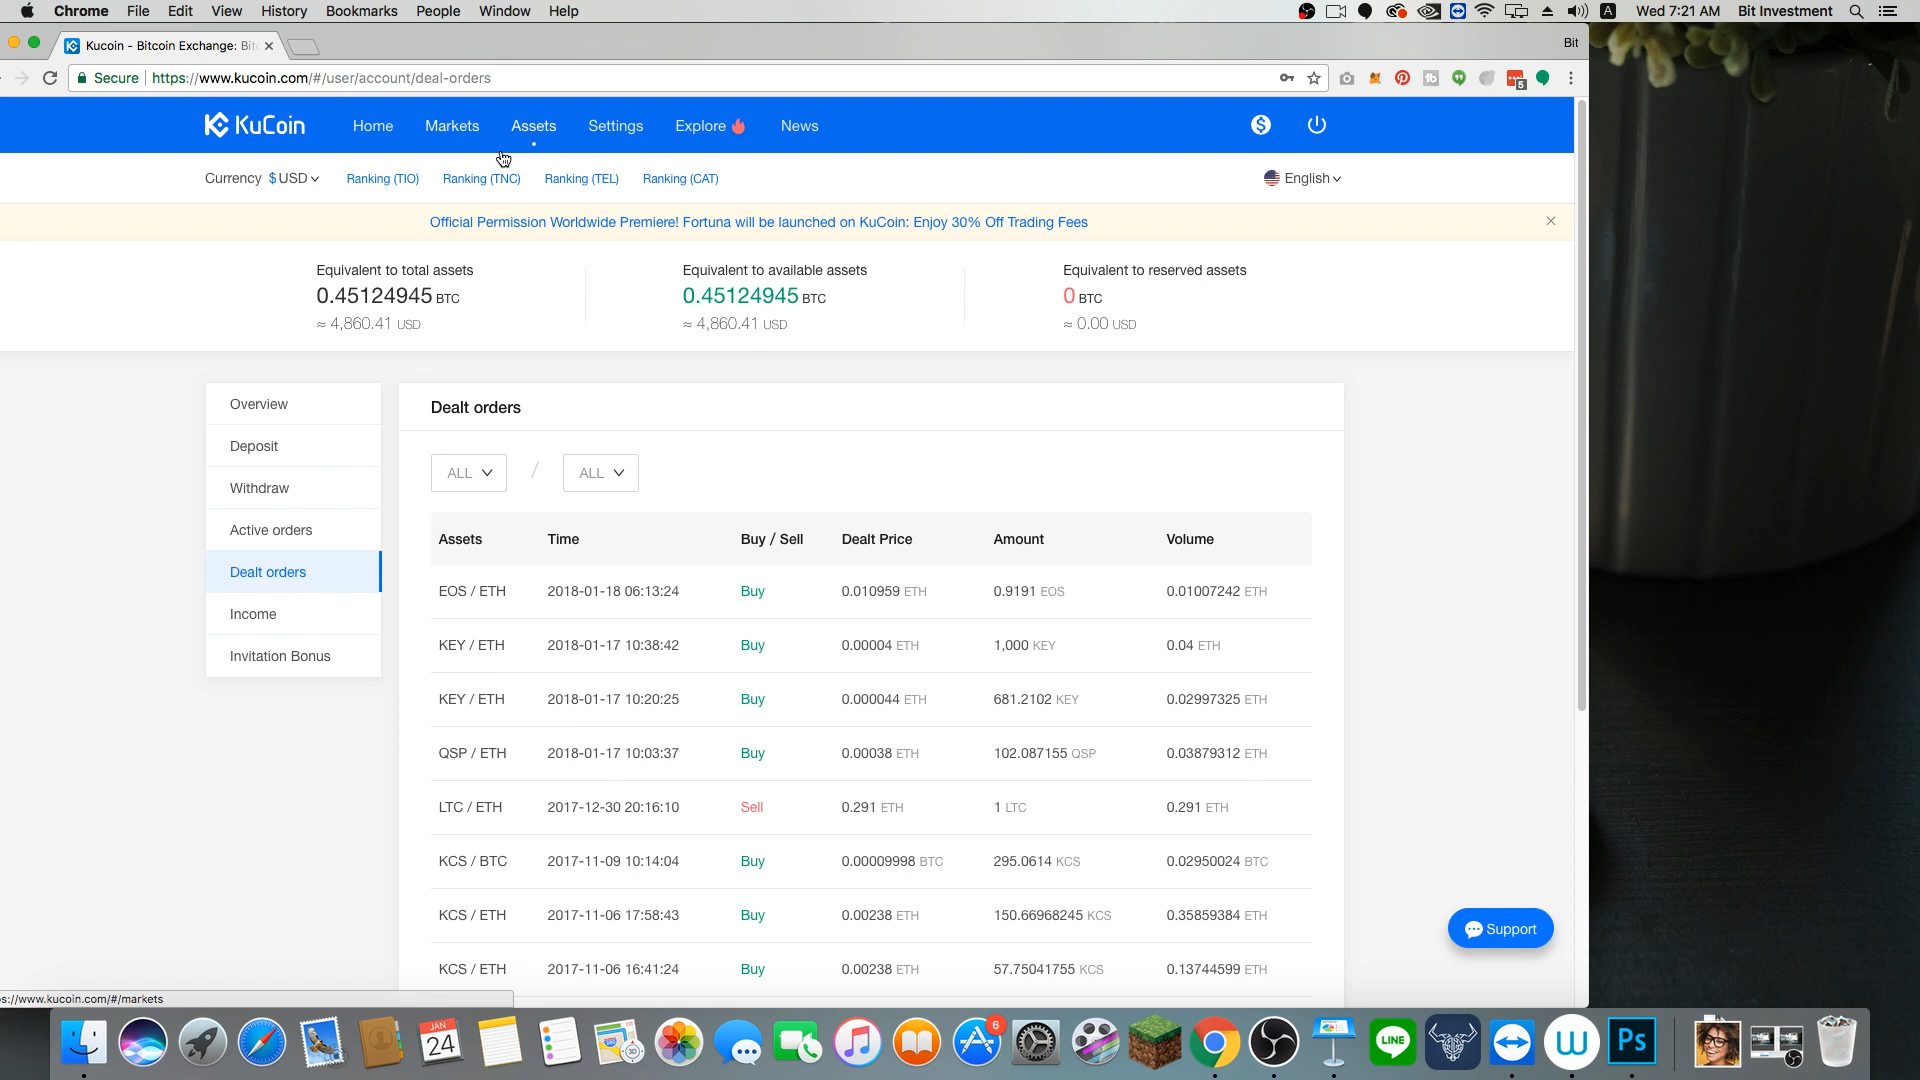 Chrome File Edit View History Bookmarks People Window Help
A Wed 7:21 AM Bit Investment
Kucoin - Bitcoin Exchange: Bit
Bit
Secure https://www.kucoin.com/#/user/account/deal-orders
5
KuCoin Home Markets Assets Settings Explore News
Currency $ USD Ranking (TIO) Ranking (TNC) Ranking (TEL) Ranking (CAT) English
Official Permission Worldwide Premiere! Fortuna will be launched on KuCoin: Enjoy 30% Off Trading Fees
Equivalent to total assets Equivalent to available assets Equivalent to reserved assets
0.45124945 BTC 0.45124945 BTC 0 BTC
≈ 4,860.41 USD ≈ 4,860.41 USD ≈ 0.00 USD
Overview
Deposit
Withdraw
Active orders
Dealt orders
Income
Invitation Bonus
Dealt orders
ALL / ALL
Assets Time Buy / Sell Dealt Price Amount Volume
EOS / ETH 2018-01-18 06:13:24 Buy 0.010959 ETH 0.9191 EOS 0.01007242 ETH
KEY / ETH 2018-01-17 10:38:42 Buy 0.00004 ETH 1,000 KEY 0.04 ETH
KEY / ETH 2018-01-17 10:20:25 Buy 0.000044 ETH 681.2102 KEY 0.02997325 ETH
QSP / ETH 2018-01-17 10:03:37 Buy 0.00038 ETH 102.087155 QSP 0.03879312 ETH
LTC / ETH 2017-12-30 20:16:10 Sell 0.291 ETH 1 LTC 0.291 ETH
KCS / BTC 2017-11-09 10:14:04 Buy 0.00009998 BTC 295.0614 KCS 0.02950024 BTC
KCS / ETH 2017-11-06 17:58:43 Buy 0.00238 ETH 150.66968245 KCS 0.35859384 ETH
KCS / ETH 2017-11-06 16:41:24 Buy 0.00238 ETH 57.75041755 KCS 0.13744599 ETH
Support
s://www.kucoin.com/#/markets
JAN
24
3D
6
LINE
W
Ps